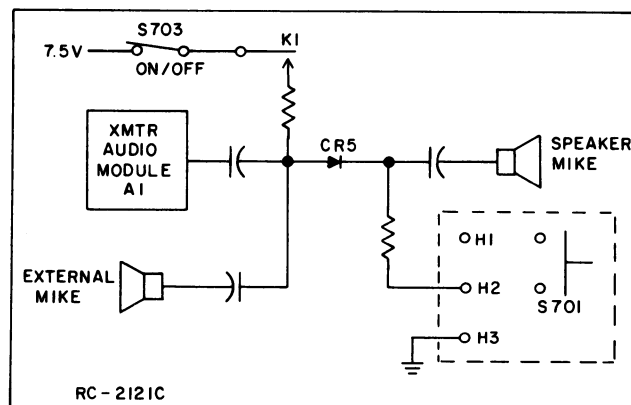 S703
K1
7.5V
ON/OFF
XMTR
AUDIO
MODULE
A1
CR5
SPEAKER
MIKE
H1
EXTERNAL
MIKE
H2
S701
H3
RC-2121C